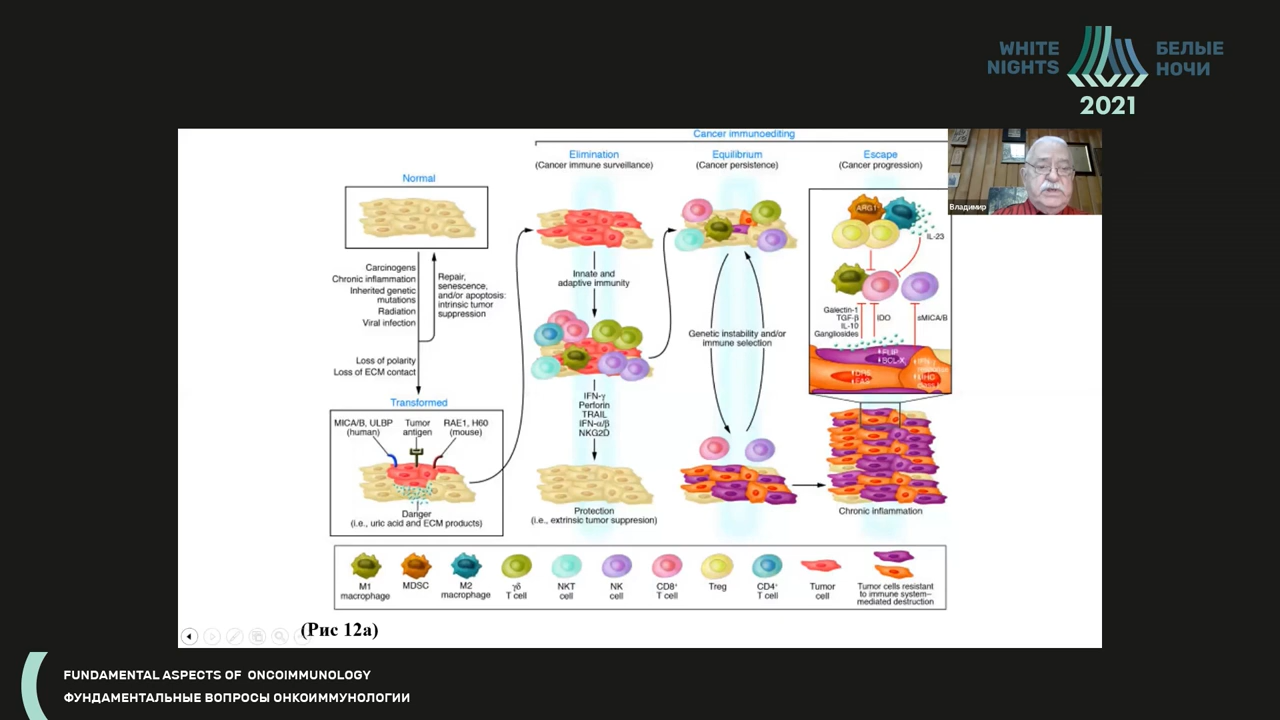 WHITE
NIGHTS
БЕЛЫЕ
НОЧИ
2021
Владимир
Cancer immunoediting
Normal
Elimination
(Cancer immune surveillance)
Equilibrium
(Cancer persistence)
Escape
(Cancer progression)
Carcinogens
Chronic inflammation
Inherited genetic
mutations
Radiation
Viral infection
Repair,
senescence,
and/or apoptosis:
intrinsic tumor
suppression
Loss of polarity
Loss of ECM contact
Transformed
MICA/B, ULBP
(human)
Tumor
antigen
RAE1, H60
(mouse)
Danger
(i.e., uric acid and ECM products)
Innate and
adaptive immunity
IFN-γ
Perforin
TRAIL
IFN-α/β
NKG2D
Protection
(i.e., extrinsic tumor suppresion)
Genetic instability and/or
immune selection
ARG1
IL-23
Galectin-1
TGF-β
IL-10
Gangliosides
IDO
sMICA/B
Chronic inflammation
M1
macrophage
MDSC
M2
macrophage
γδ
T cell
NKT
cell
NK
cell
CD8⁺
T cell
Treg
CD4⁺
T cell
Tumor
cell
Tumor cells resistant
to immune system–
mediated destruction
(Рис 12а)
FUNDAMENTAL ASPECTS OF ONCOIMMUNOLOGY
ФУНДАМЕНТАЛЬНЫЕ ВОПРОСЫ ОНКОИММУНОЛОГИИ